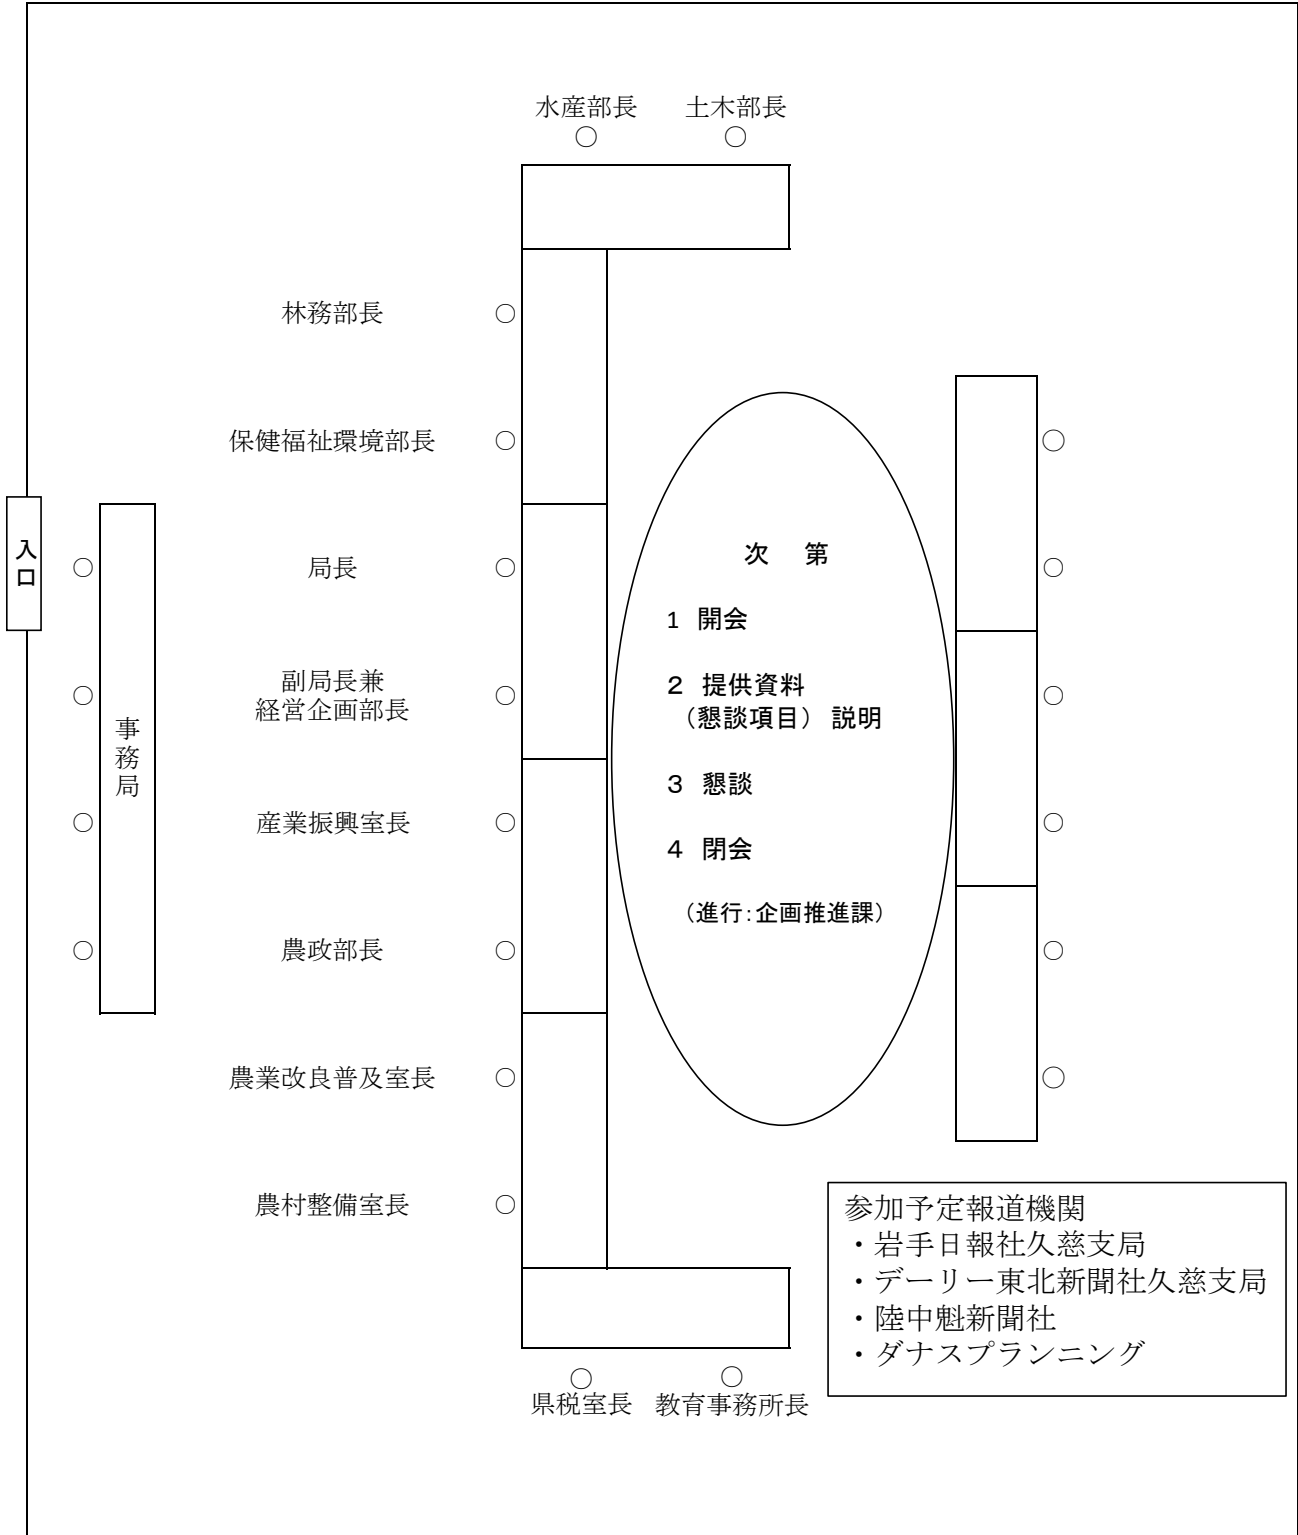 水産部長 土木部長
林務部長
保健福祉環境部長
入口
局長
副局長兼
経営企画部長
事務局
産業振興室長
農政部長
農業改良普及室長
農村整備室長
県税室長 教育事務所長
次 第
1 開会
2 提供資料
(懇談項目) 説明
3 懇談
4 閉会
(進行:企画推進課)
参加予定報道機関
・岩手日報社久慈支局
・デーリー東北新聞社久慈支局
・陸中魁新聞社
・ダナスプランニング